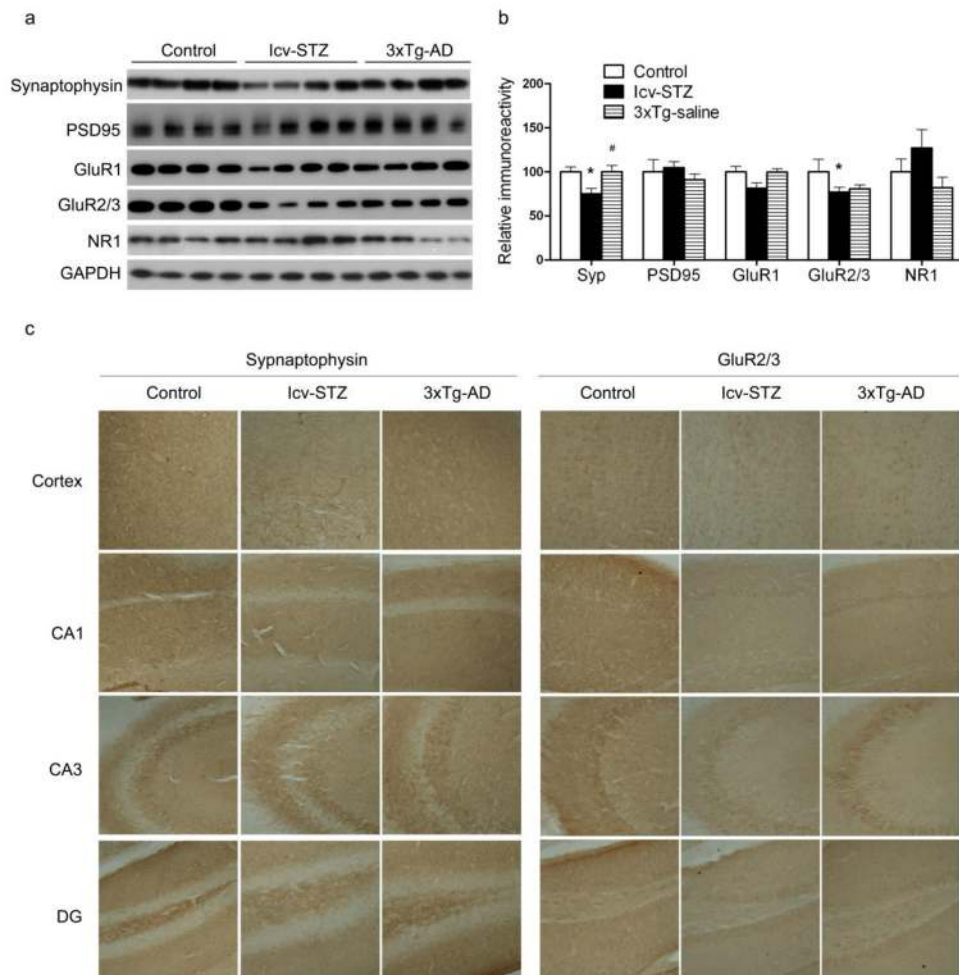 a
Control Icv-STZ 3xTg-AD
Synaptophysin
PSD95
GluR1
GluR2/3
NR1
GAPDH
b
Control
Icv-STZ
3xTg-saline
Relative immunoreactivity
200
150
100
50
0
* # *
Syp PSD95 GluR1 GluR2/3 NR1
c
Sypnaptophysin GluR2/3
Control Icv-STZ 3xTg-AD Control Icv-STZ 3xTg-AD
Cortex
CA1
CA3
DG